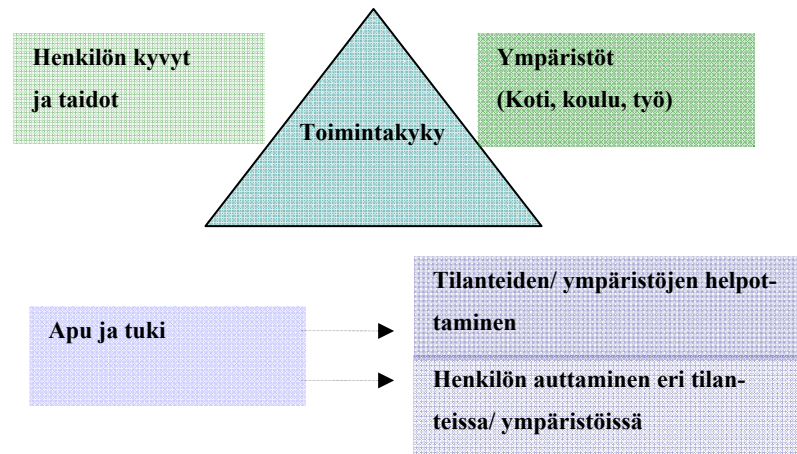 Henkilön kyvyt
ja taidot
Ympäristöt
(Koti, koulu, työ)
Toimintakyky
Apu ja tuki
Tilanteiden/ ympäristöjen helpot-
taminen
Henkilön auttaminen eri tilan-
teissa/ ympäristöissä